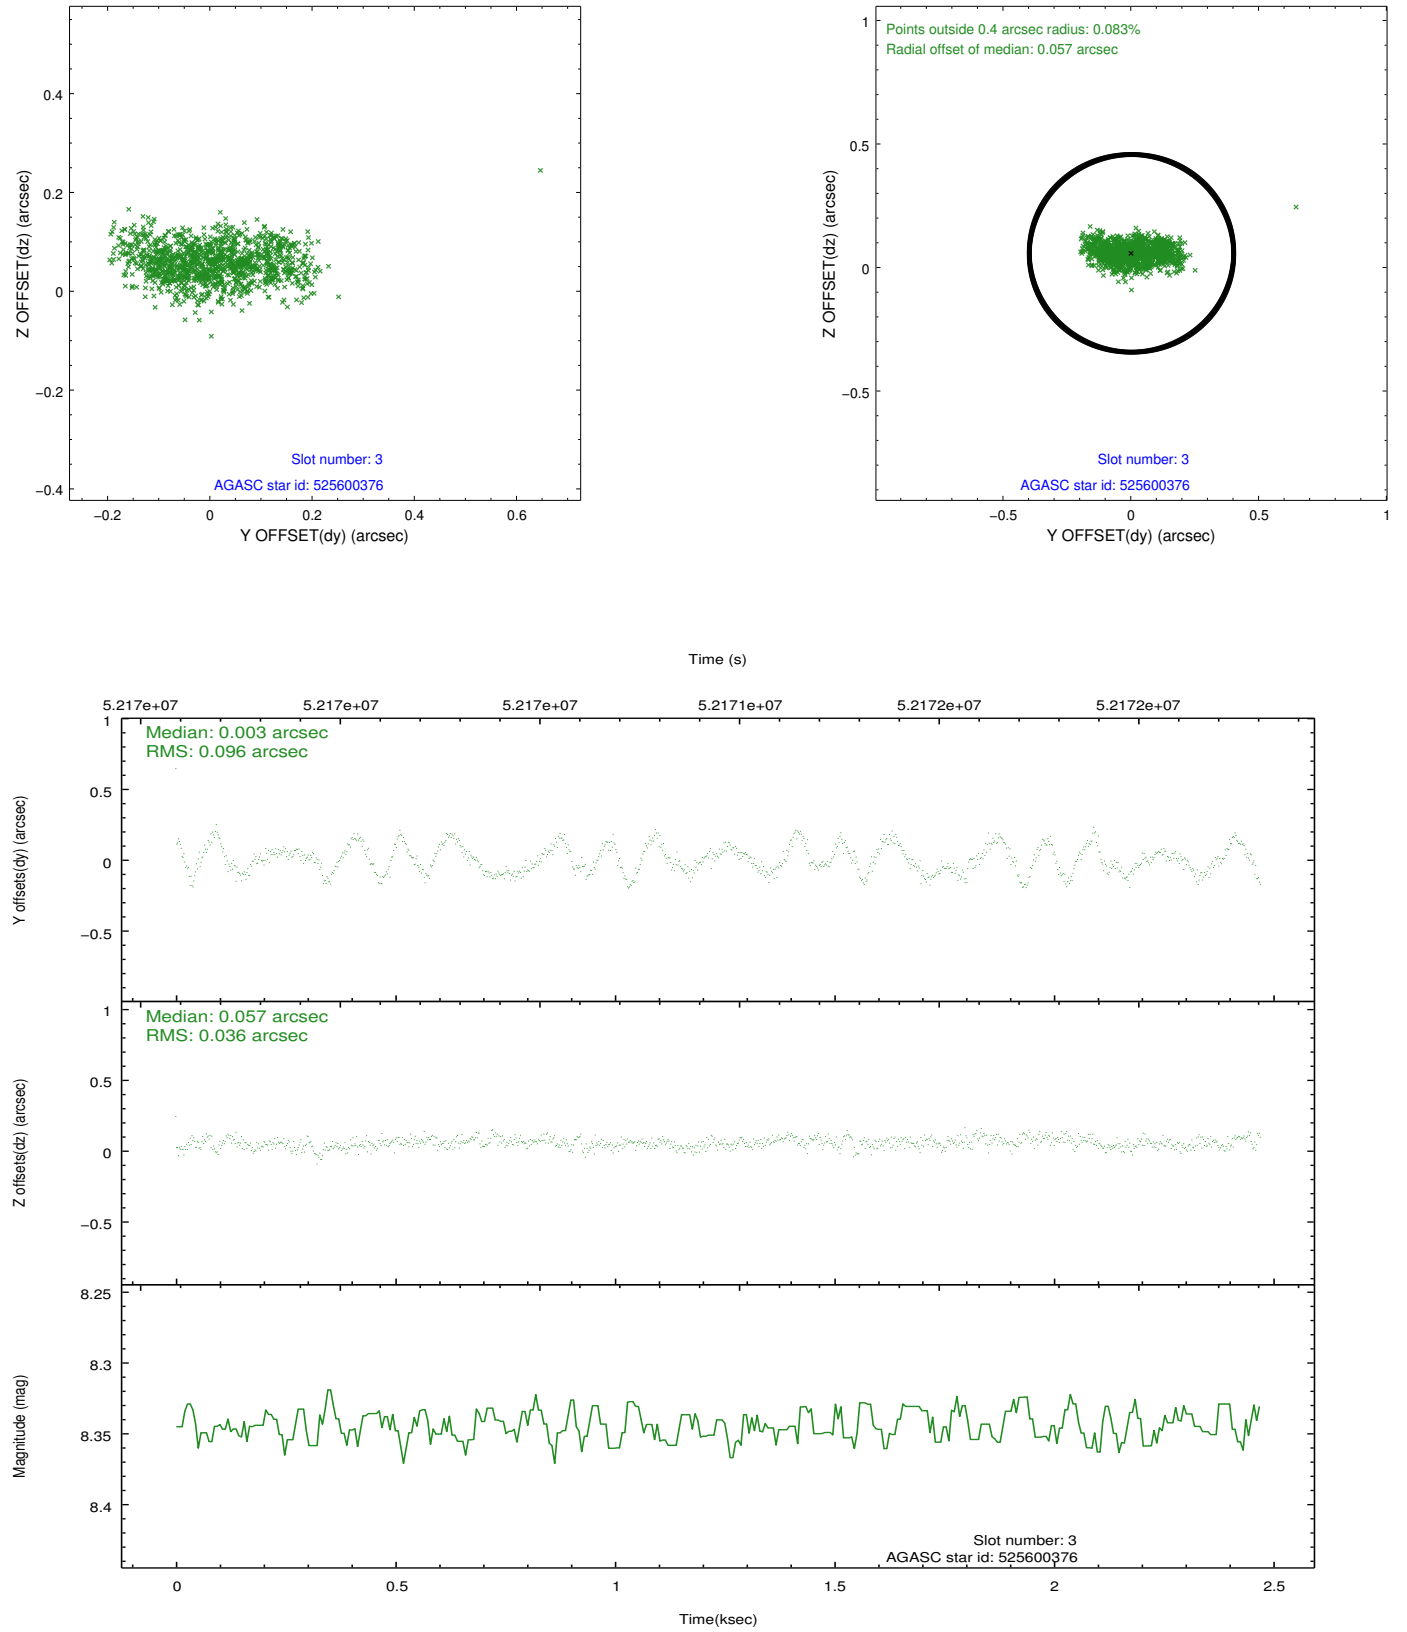 0.4
0.2
0
−0.2
−0.4
Z OFFSET(dz) (arcsec)
Slot number: 3
AGASC star id: 525600376
−0.2
0
0.2
0.4
0.6
Y OFFSET(dy) (arcsec)
Points outside 0.4 arcsec radius: 0.083%
Radial offset of median: 0.057 arcsec
1
0.5
0
−0.5
Z OFFSET(dz) (arcsec)
Slot number: 3
AGASC star id: 525600376
−0.5
0
0.5
1
Y OFFSET(dy) (arcsec)
Time (s)
5.217e+07
5.217e+07
5.217e+07
5.2171e+07
5.2172e+07
5.2172e+07
Median: 0.003 arcsec
RMS: 0.096 arcsec
1
0.5
0
−0.5
Y offsets(dy) (arcsec)
Median: 0.057 arcsec
RMS: 0.036 arcsec
1
0.5
0
−0.5
Z offsets(dz) (arcsec)
8.25
8.3
8.35
8.4
Magnitude (mag)
Slot number: 3
AGASC star id: 525600376
0
0.5
1
1.5
2
2.5
Time(ksec)